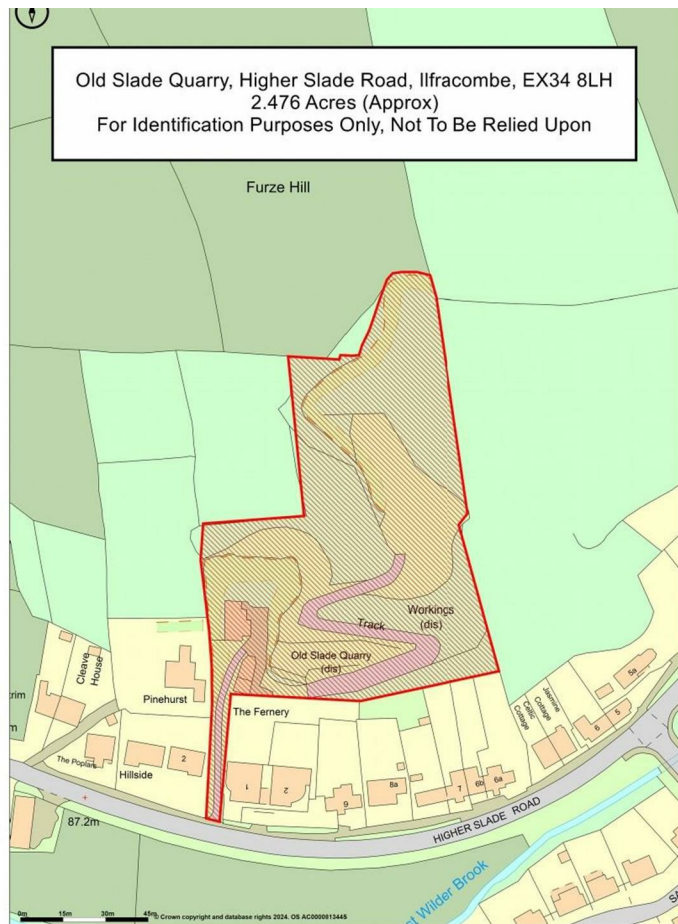 Old Slade Quarry, Higher Slade Road, Ilfracombe, EX34 8LH
2.476 Acres (Approx)
For Identification Purposes Only, Not To Be Relied Upon
Furze Hill
Track
Workings
(dis)
Old Slade Quarry
(dis)
Cleave
House
Pinehurst
The Fernery
Jasmine
Cottage
Celtic
Cottage
5a
5
6
The Poplars
Hillside
2
1
2
9
8a
7
6b
6a
87.2m
HIGHER SLADE ROAD
st Wilder Brook
SA
trim
m
0m
15m
30m
45m
© Crown copyright and database rights 2024. OS AC0000813445